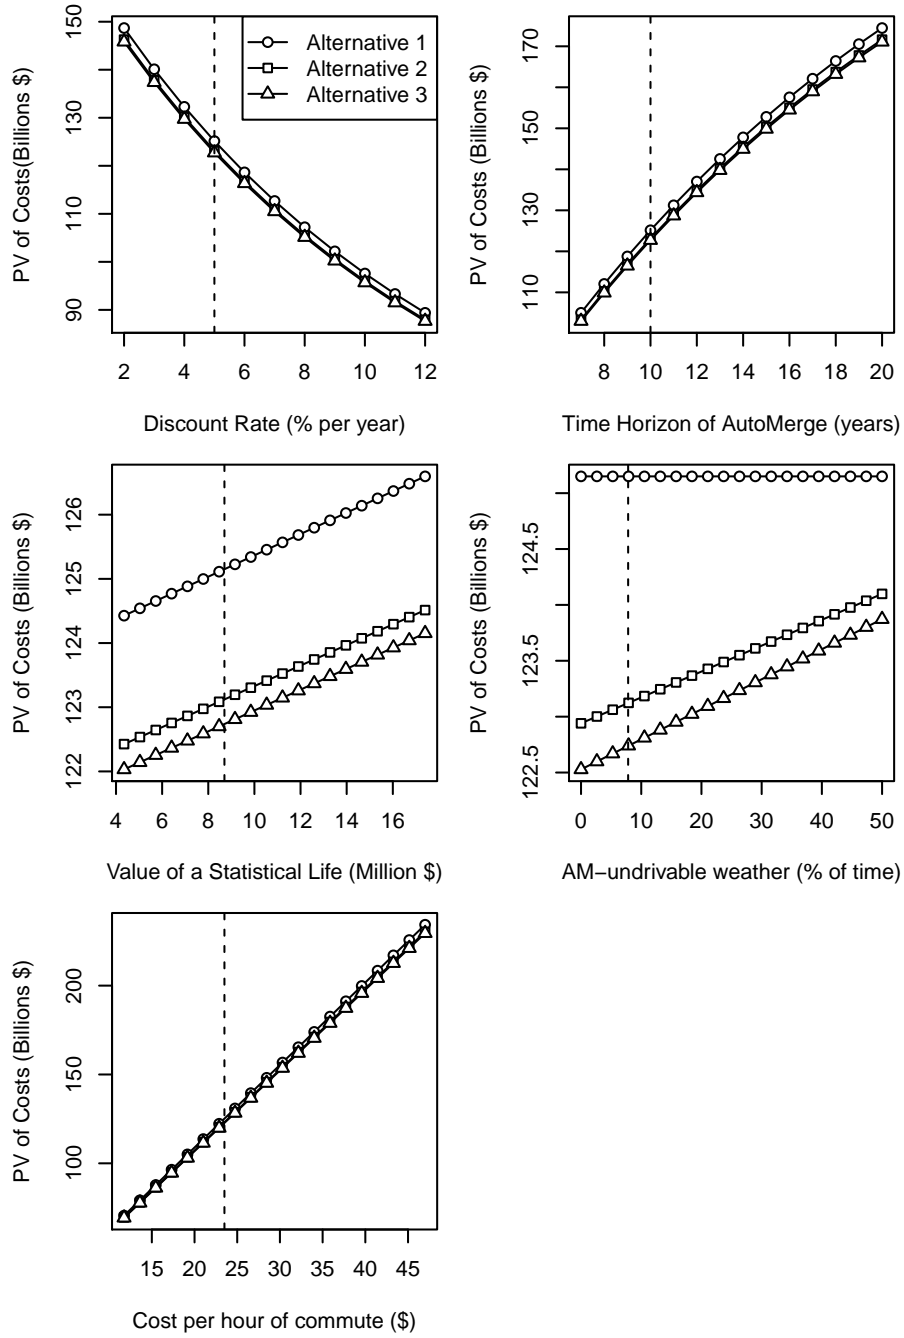 PV of Costs(Billions $)
150
130
110
90
Alternative 1
Alternative 2
Alternative 3
2 4 6 8 10 12
Discount Rate (% per year)
PV of Costs (Billions $)
170
150
130
110
8 10 12 14 16 18 20
Time Horizon of AutoMerge (years)
PV of Costs (Billions $)
126
125
124
123
122
4 6 8 10 12 14 16
Value of a Statistical Life (Million $)
PV of Costs (Billions $)
124.5
123.5
122.5
0 10 20 30 40 50
AM−undrivable weather (% of time)
PV of Costs (Billions $)
200
150
100
15 20 25 30 35 40 45
Cost per hour of commute ($)